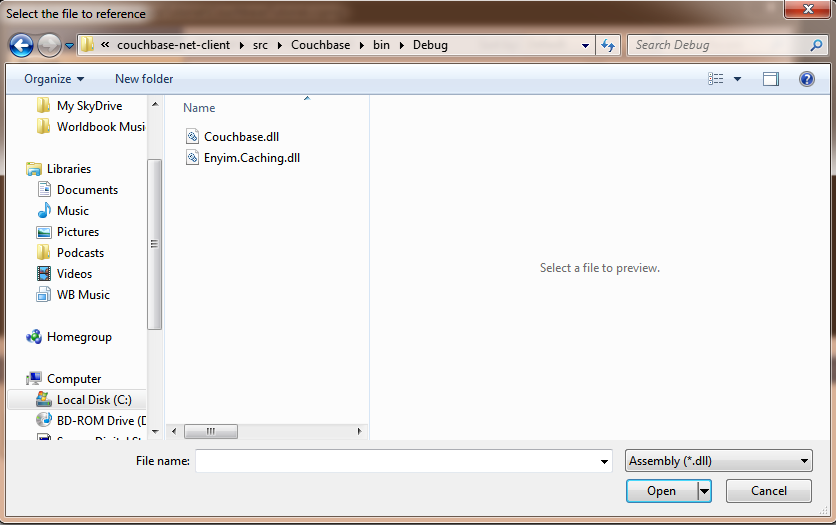 Select the file to reference
« couchbase-net-client ▸ src ▸ Couchbase ▸ bin ▸ Debug
Search Debug
Organize
New folder
My SkyDrive
Worldbook Musi
Libraries
Documents
Music
Pictures
Podcasts
Videos
WB Music
Homegroup
Computer
Local Disk (C:)
BD-ROM Drive (D
Name
Couchbase.dll
Enyim.Caching.dll
Select a file to preview.
File name:
Assembly (*.dll)
Open
Cancel